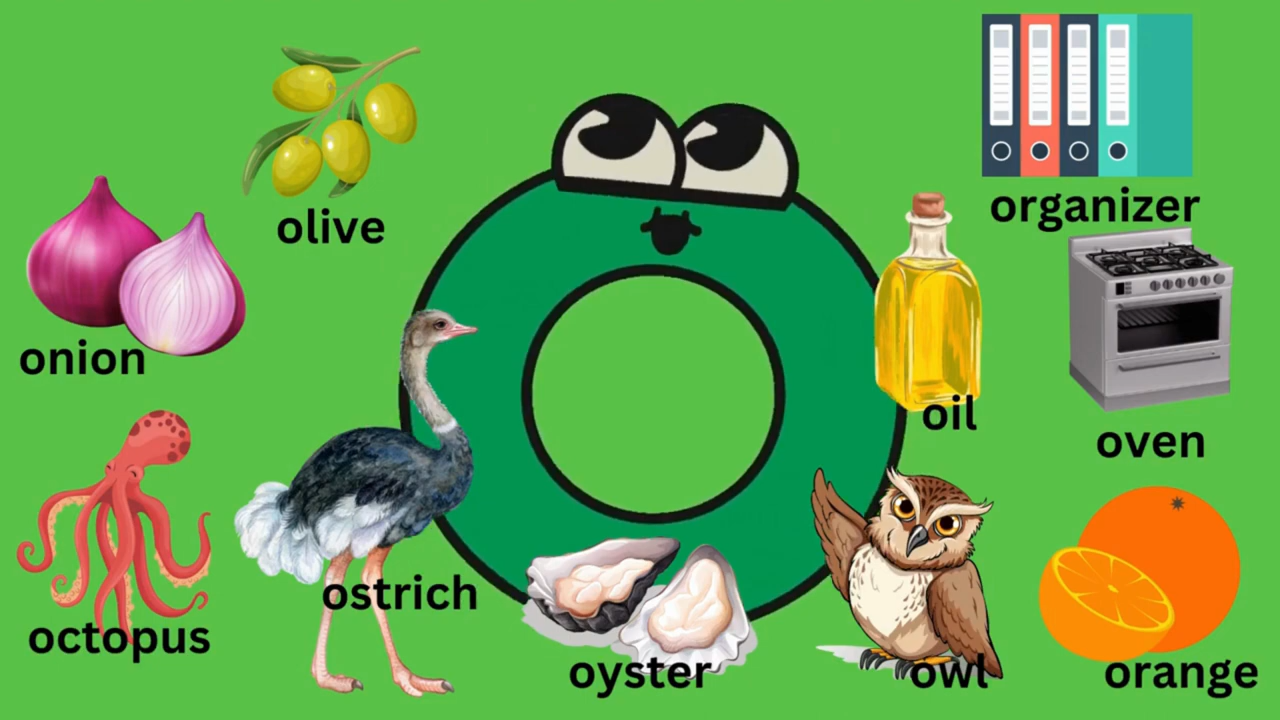 olive
organizer
onion
oil
oven
octopus
ostrich
oyster
owl
orange